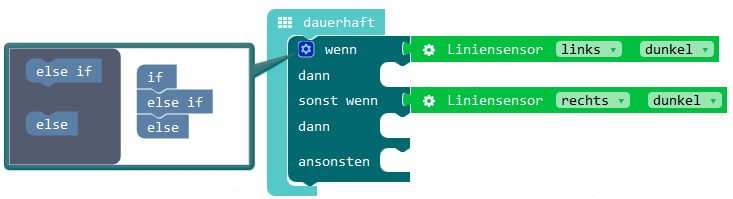 dauerhaft
wenn Liniensensor links dunkel
else if if
dann
else if sonst wenn Liniensensor rechts dunkel
else else dann
ansonsten